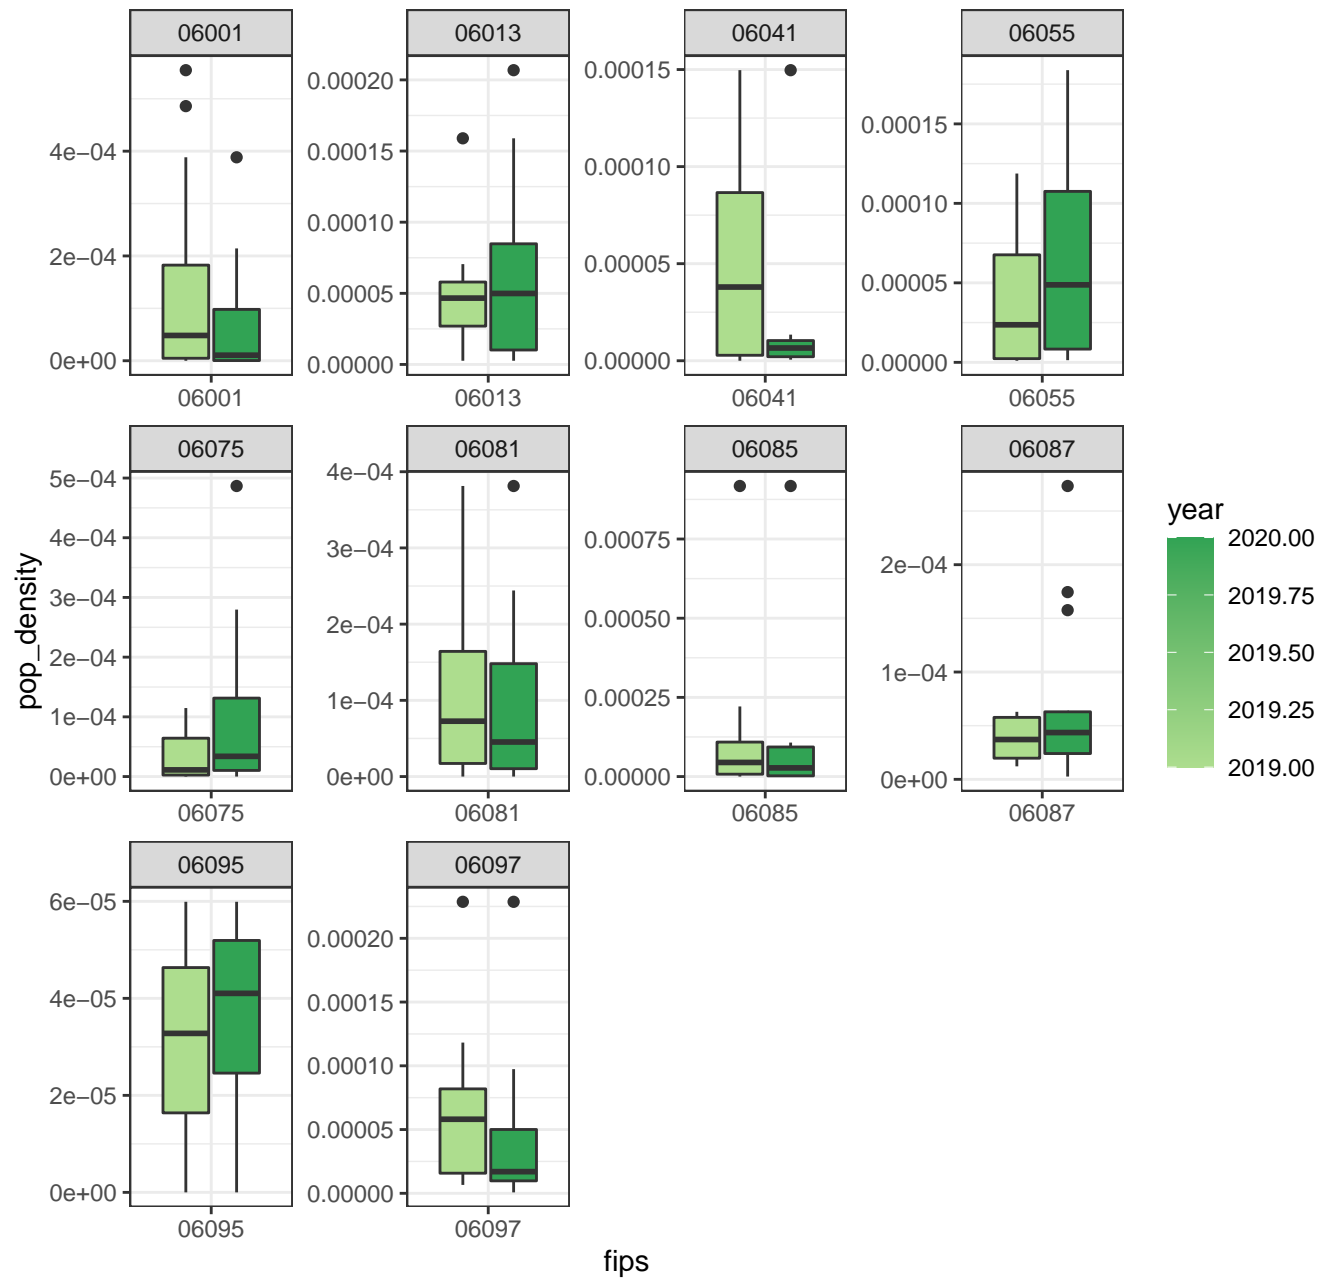 06001
06013
06041
06055
4e−04
2e−04
0e+00
0.00020
0.00015
0.00010
0.00005
0.00000
0.00015
0.00010
0.00005
0.00000
0.00015
0.00010
0.00005
0.00000
06001
06013
06041
06055
06075
06081
06085
06087
5e−04
4e−04
3e−04
2e−04
1e−04
0e+00
4e−04
3e−04
2e−04
1e−04
0e+00
0.00075
0.00050
0.00025
0.00000
2e−04
1e−04
0e+00
06075
06081
06085
06087
06095
06097
6e−05
4e−05
2e−05
0e+00
0.00020
0.00015
0.00010
0.00005
0.00000
06095
06097
fips
pop_density
year
2020.00
2019.75
2019.50
2019.25
2019.00